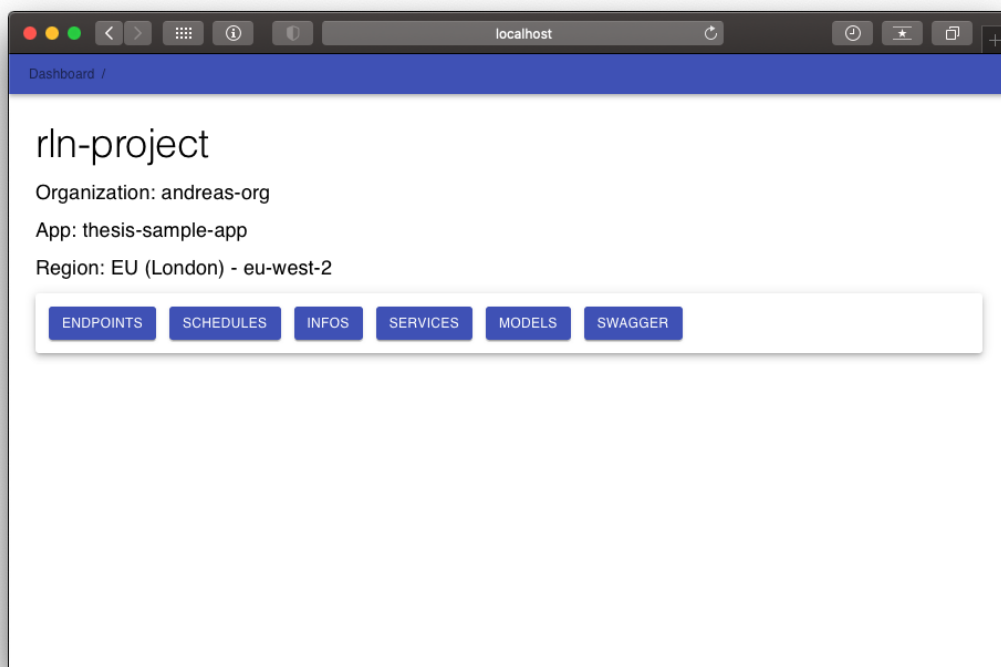 localhost
Dashboard /
rln-project
Organization: andreas-org
App: thesis-sample-app
Region: EU (London) - eu-west-2
ENDPOINTS SCHEDULES INFOS SERVICES MODELS SWAGGER